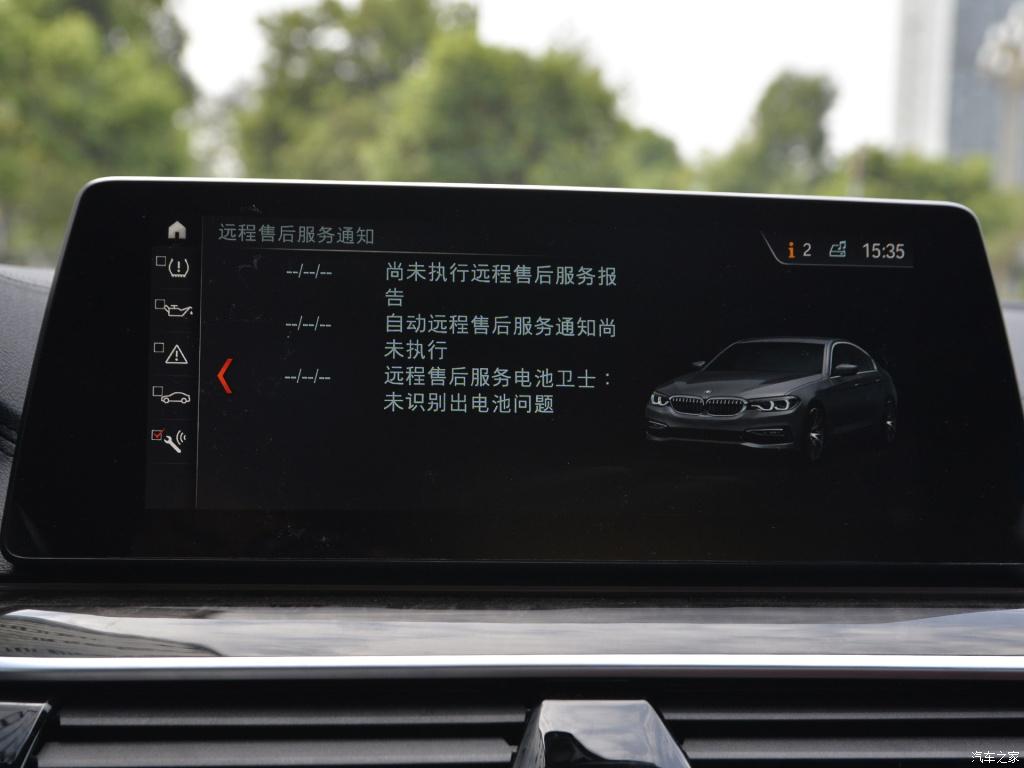 远程售后服务通知
i 2 15:35
--/--/-- 尚未执行远程售后服务报
告
--/--/-- 自动远程售后服务通知尚
未执行
--/--/-- 远程售后服务电池卫士：
未识别出电池问题
汽车之家